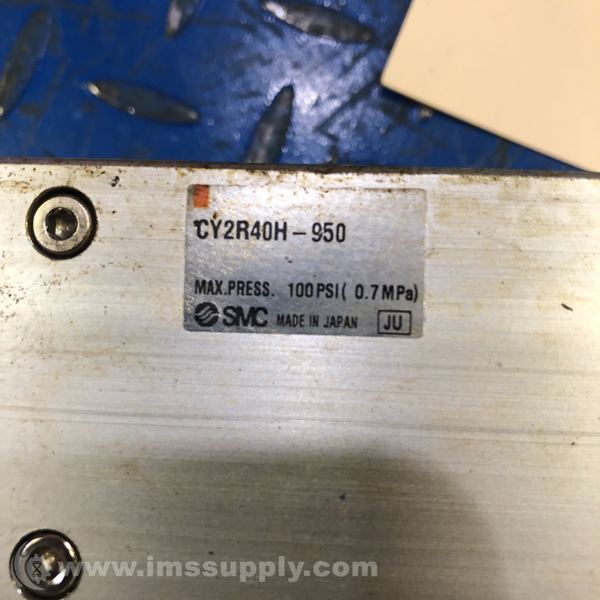 CY2R40H-950
MAX.PRESS. 100PSI( 0.7MPa)
SMC MADE IN JAPAN JU
www.imssupply.com